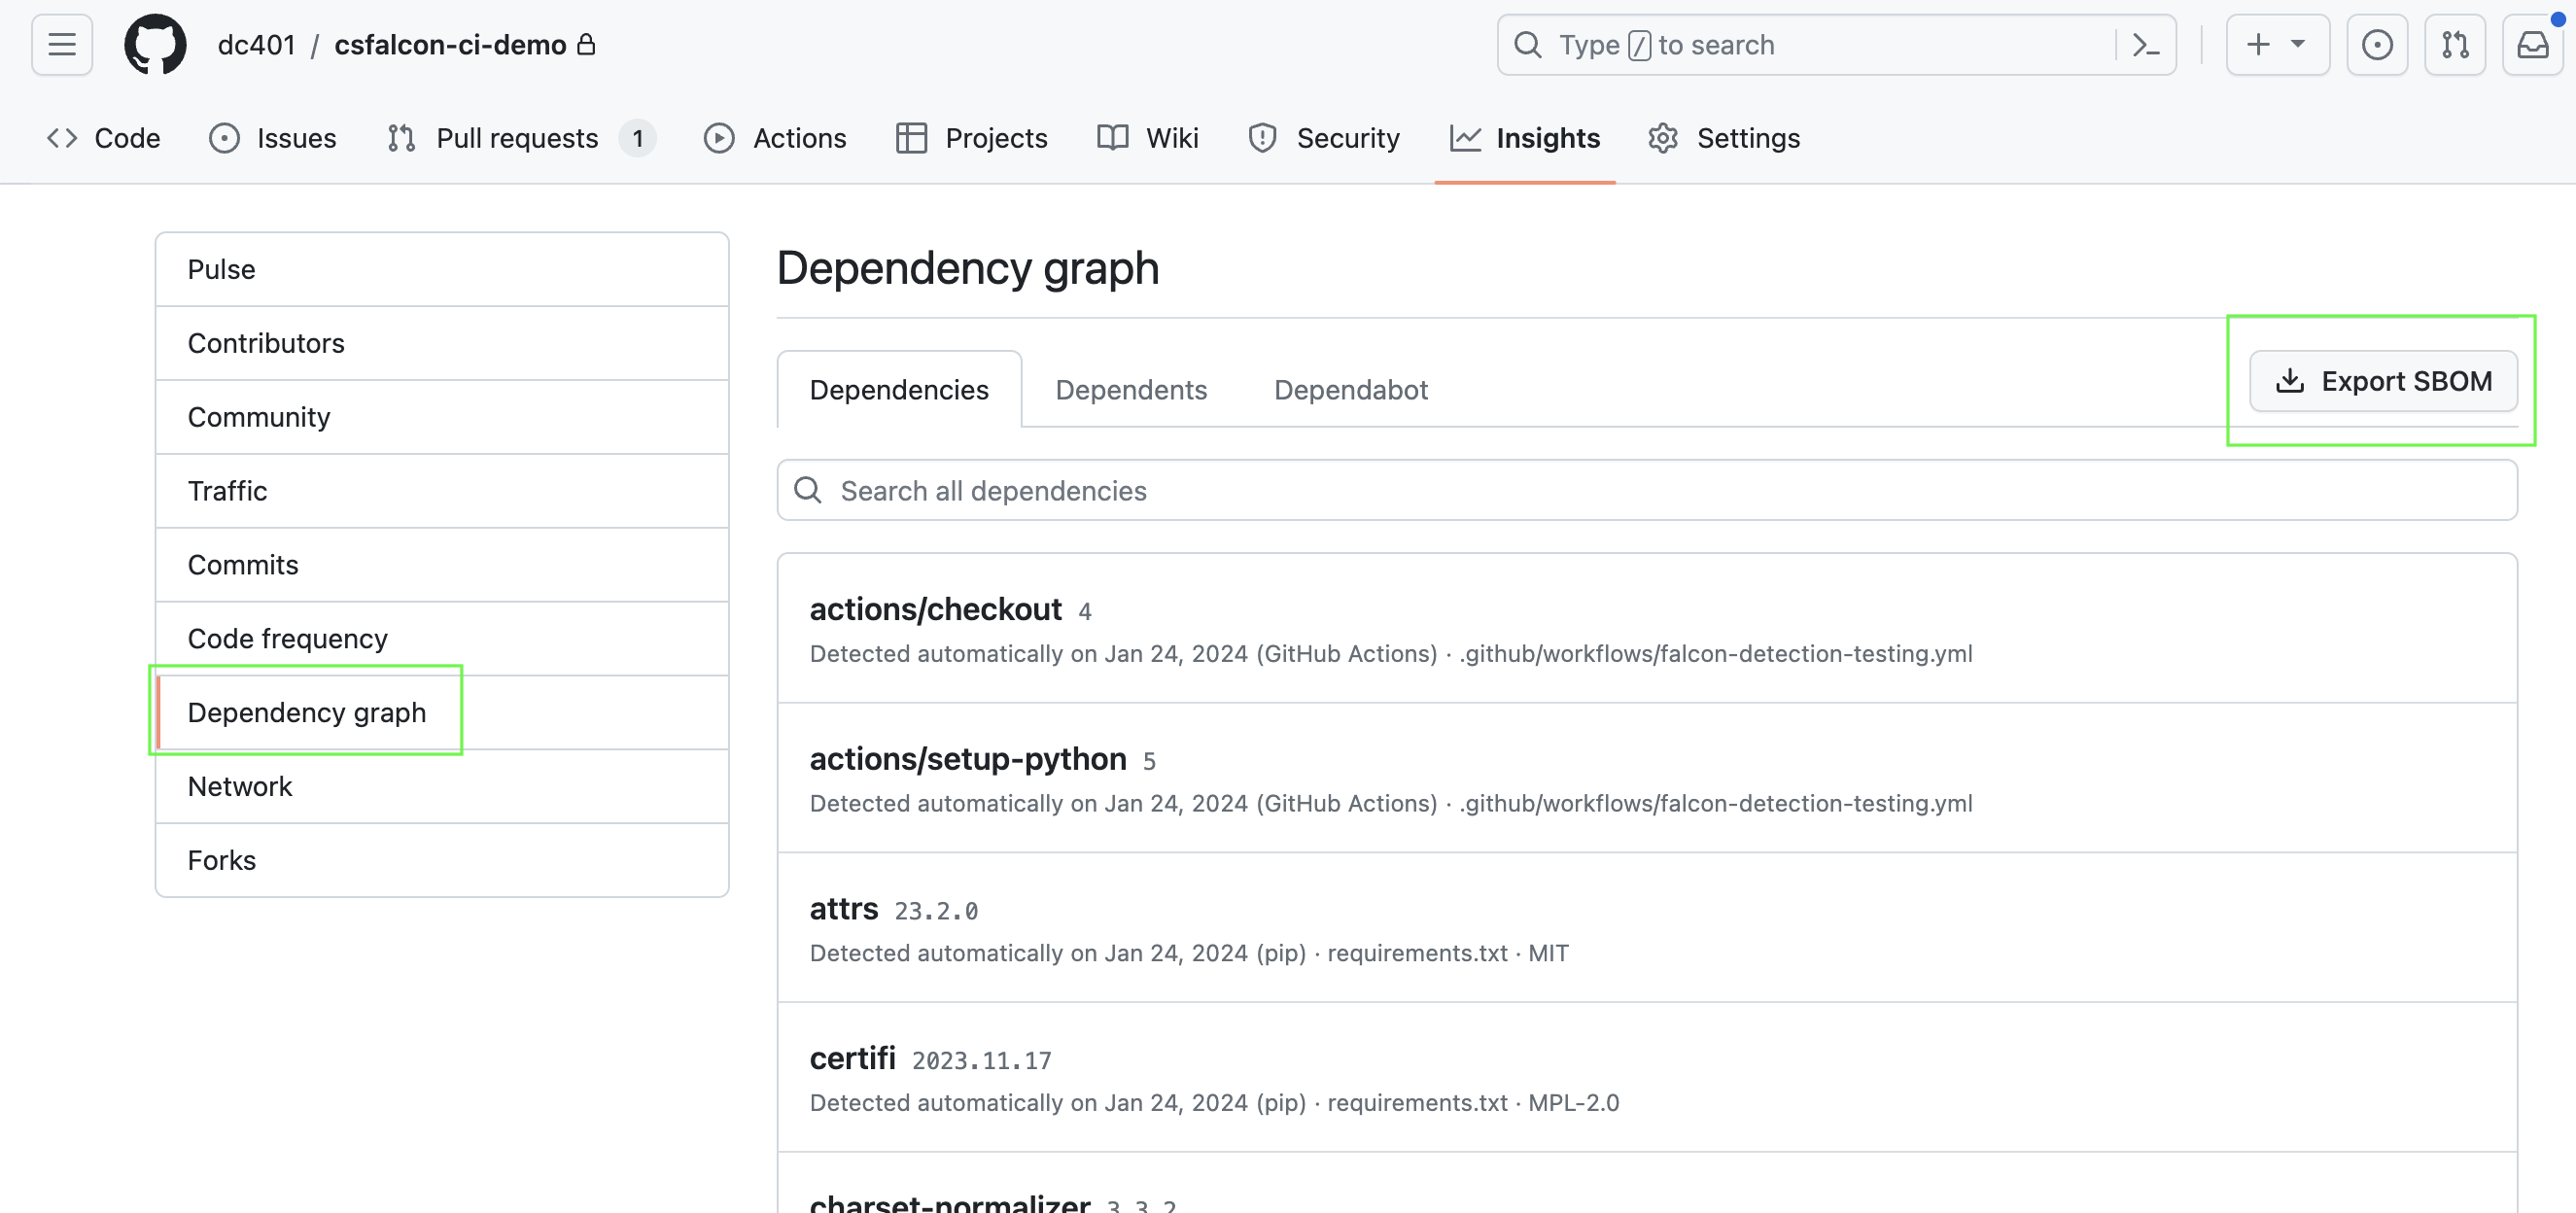 dc401 / csfalcon-ci-demo
Type / to search
Code Issues Pull requests 1 Actions Projects Wiki Security Insights Settings
Pulse
Contributors
Community
Traffic
Commits
Code frequency
Dependency graph
Network
Forks
Dependency graph
Dependencies Dependents Dependabot Export SBOM
Search all dependencies
actions/checkout 4
Detected automatically on Jan 24, 2024 (GitHub Actions) · .github/workflows/falcon-detection-testing.yml
actions/setup-python 5
Detected automatically on Jan 24, 2024 (GitHub Actions) · .github/workflows/falcon-detection-testing.yml
attrs 23.2.0
Detected automatically on Jan 24, 2024 (pip) · requirements.txt · MIT
certifi 2023.11.17
Detected automatically on Jan 24, 2024 (pip) · requirements.txt · MPL-2.0
charset-normalizer 3.3.2